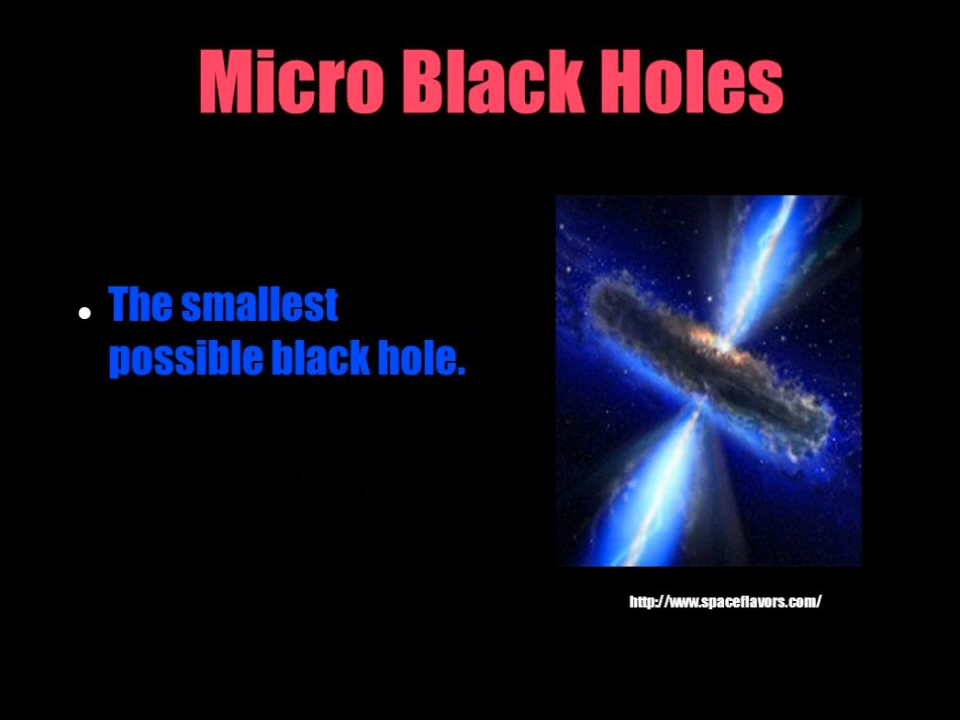 Micro Black Holes
The smallest
possible black hole.
http://www.spaceflavors.com/